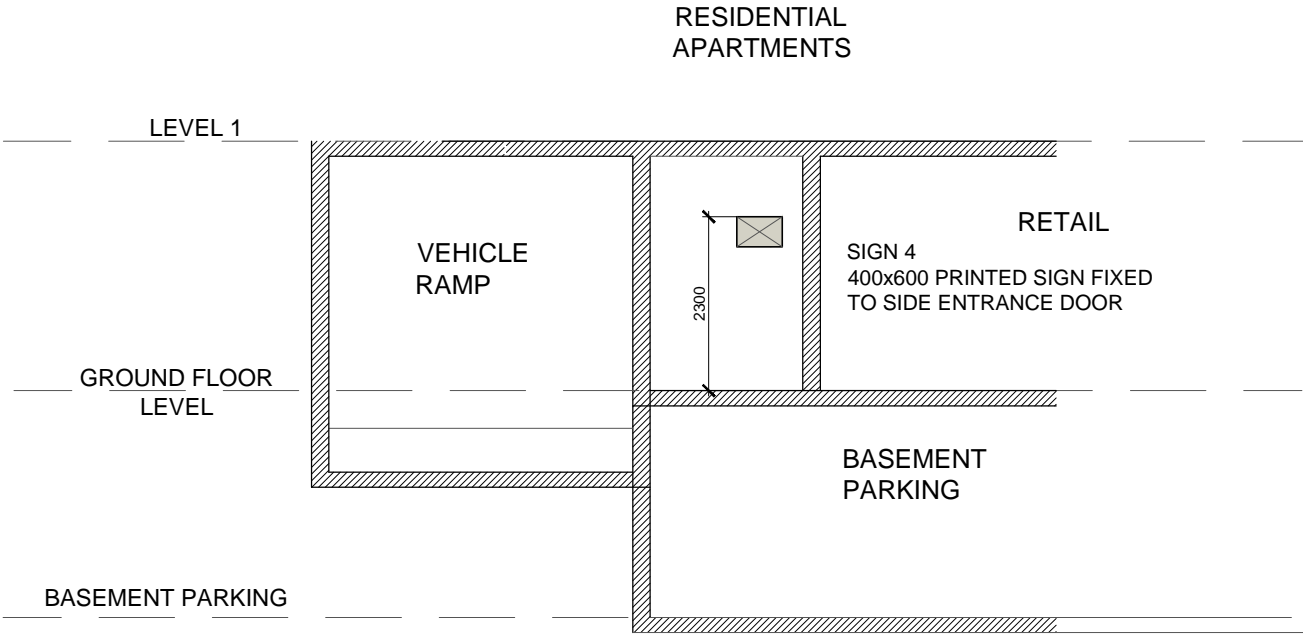 RESIDENTIAL
APARTMENTS
LEVEL 1
VEHICLE
RAMP
2300
RETAIL
SIGN 4
400x600 PRINTED SIGN FIXED
TO SIDE ENTRANCE DOOR
GROUND FLOOR
LEVEL
BASEMENT
PARKING
BASEMENT PARKING